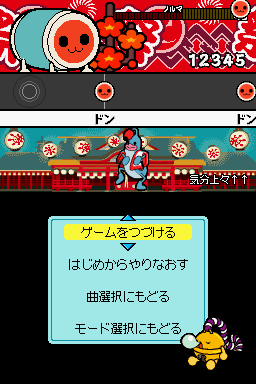 ノルマ
12345
ドン
ドン
気分上々↑↑
ゲームをつづける
はじめからやりなおす
曲選択にもどる
モード選択にもどる